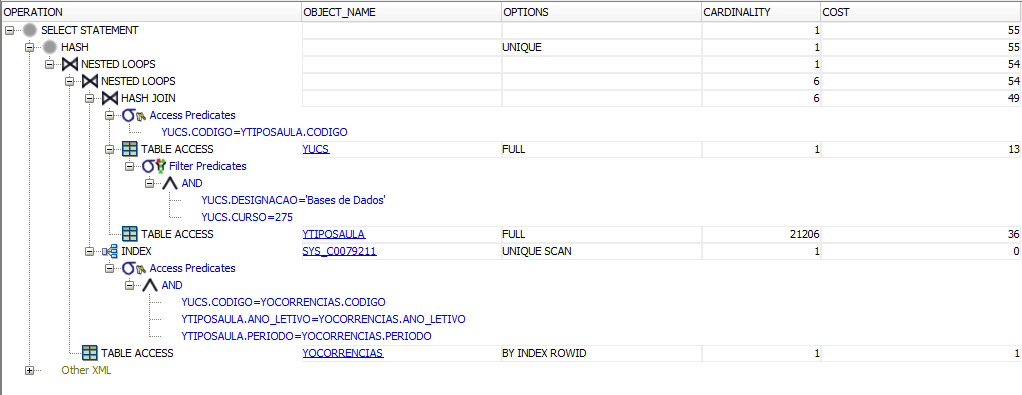 OPERATION OBJECT_NAME OPTIONS CARDINALITY COST
SELECT STATEMENT 1 55
HASH UNIQUE 1 55
NESTED LOOPS 1 54
NESTED LOOPS 6 54
HASH JOIN 6 49
Access Predicates
YUCS.CODIGO=YTIPOSAULA.CODIGO
TABLE ACCESS YUCS FULL 1 13
Filter Predicates
AND
YUCS.DESIGNACAO='Bases de Dados'
YUCS.CURSO=275
TABLE ACCESS YTIPOSAULA FULL 21206 36
INDEX SYS_C0079211 UNIQUE SCAN 1 0
Access Predicates
AND
YUCS.CODIGO=YOCORRENCIAS.CODIGO
YTIPOSAULA.ANO_LETIVO=YOCORRENCIAS.ANO_LETIVO
YTIPOSAULA.PERIODO=YOCORRENCIAS.PERIODO
TABLE ACCESS YOCORRENCIAS BY INDEX ROWID 1 1
Other XML